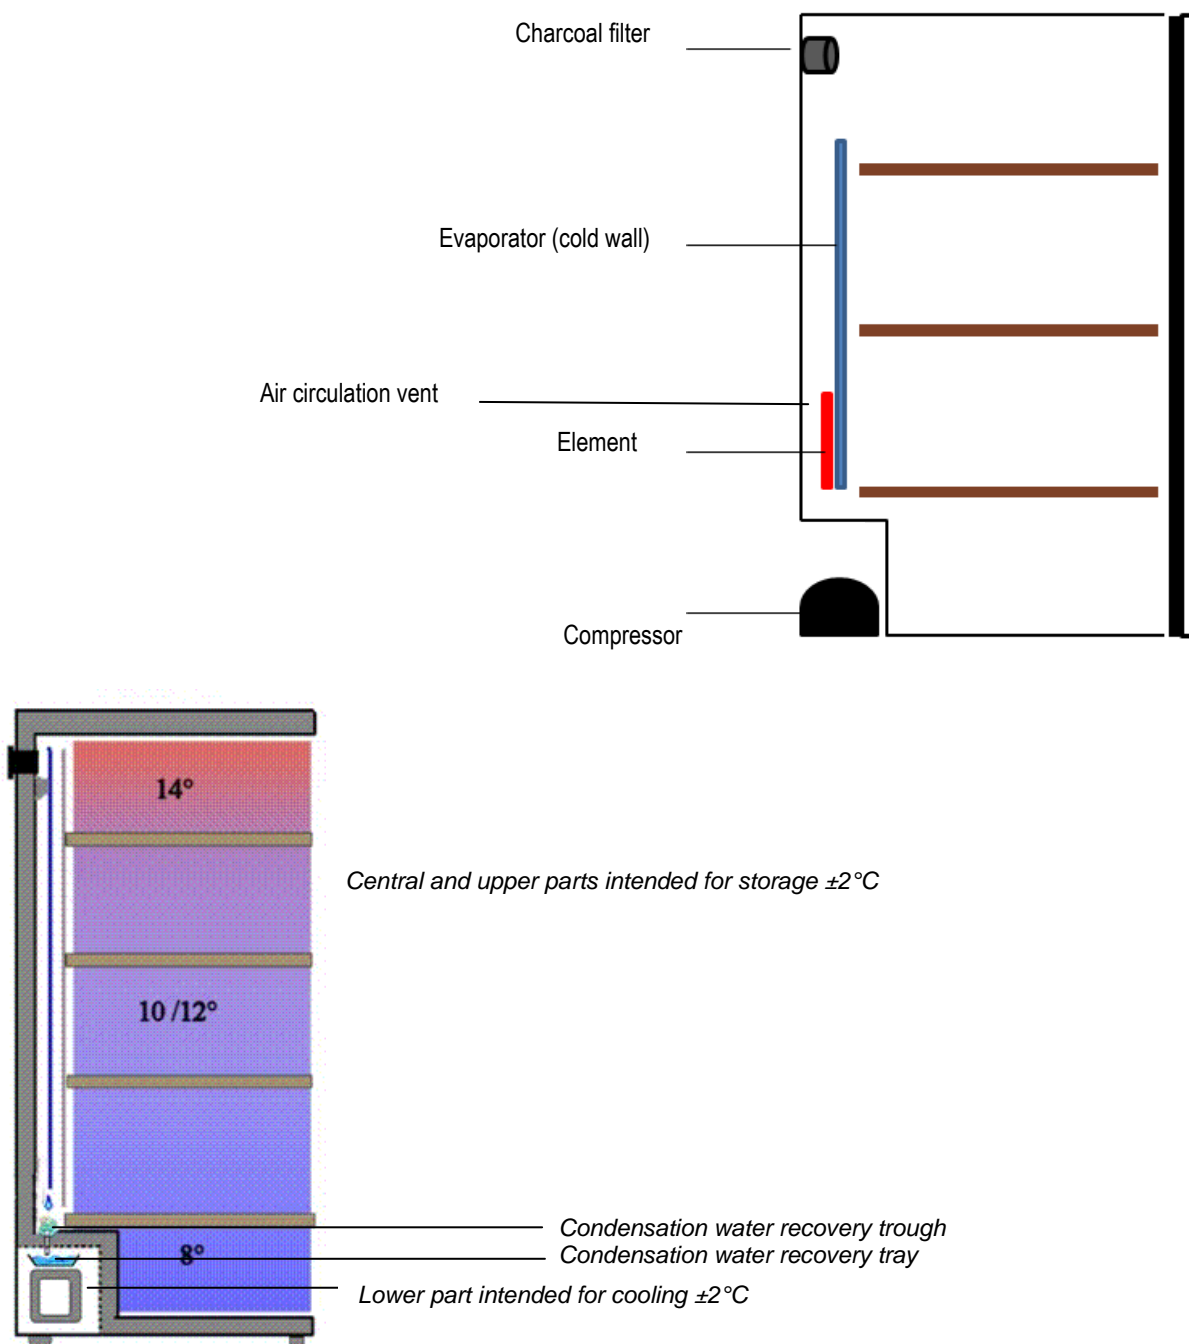 Charcoal filter
Evaporator (cold wall)
Air circulation vent
Element
Compressor
14°
Central and upper parts intended for storage ±2°C
10 /12°
Condensation water recovery trough
Condensation water recovery tray
8°
Lower part intended for cooling ±2°C